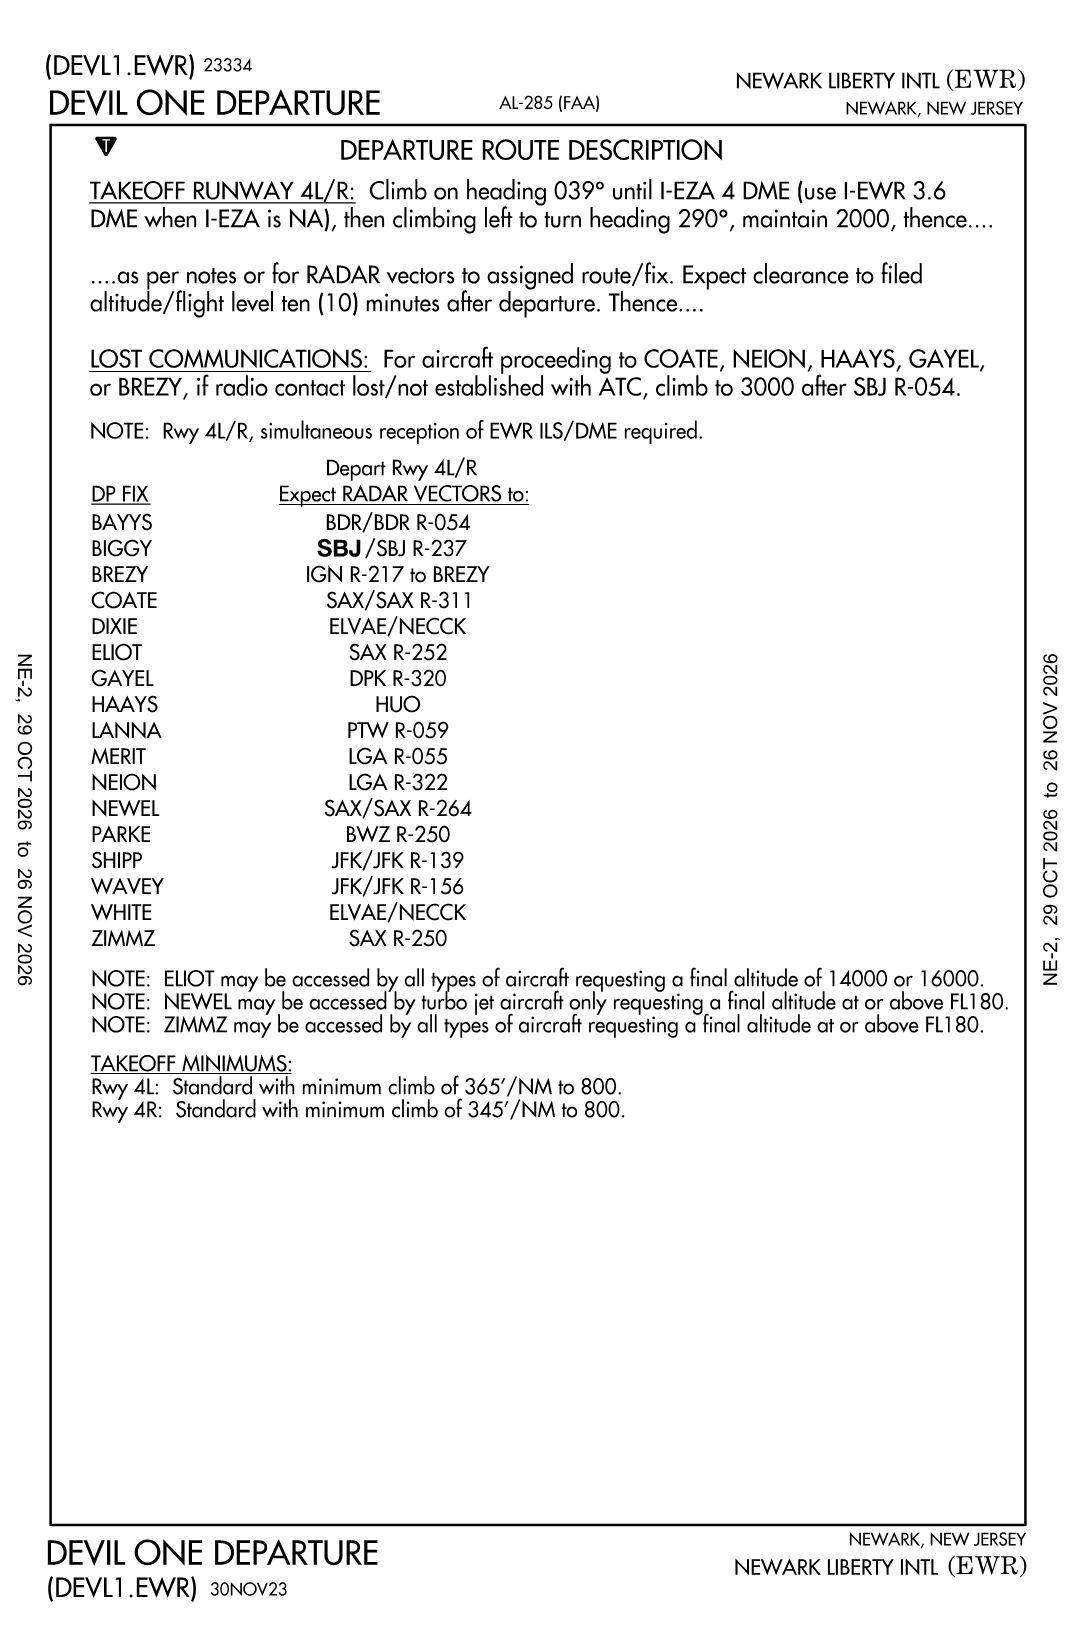 (DEVL1.EWR) 23334
DEVIL ONE DEPARTURE
AL-285 (FAA)
NEWARK LIBERTY INTL (EWR)
NEWARK, NEW JERSEY
T
DEPARTURE ROUTE DESCRIPTION
TAKEOFF RUNWAY 4L/R: Climb on heading 039° until I-EZA 4 DME (use I-EWR 3.6
DME when I-EZA is NA), then climbing left to turn heading 290°, maintain 2000, thence....
....as per notes or for RADAR vectors to assigned route/fix. Expect clearance to filed
altitude/flight level ten (10) minutes after departure. Thence....
LOST COMMUNICATIONS: For aircraft proceeding to COATE, NEION, HAAYS, GAYEL,
or BREZY, if radio contact lost/not established with ATC, climb to 3000 after SBJ R-054.
NOTE: Rwy 4L/R, simultaneous reception of EWR ILS/DME required.
Depart Rwy 4L/R
DP FIX Expect RADAR VECTORS to:
BAYYS BDR/BDR R-054
BIGGY SBJ/SBJ R-237
BREZY IGN R-217 to BREZY
COATE SAX/SAX R-311
DIXIE ELVAE/NECCK
ELIOT SAX R-252
GAYEL DPK R-320
HAAYS HUO
LANNA PTW R-059
MERIT LGA R-055
NEION LGA R-322
NEWEL SAX/SAX R-264
PARKE BWZ R-250
SHIPP JFK/JFK R-139
WAVEY JFK/JFK R-156
WHITE ELVAE/NECCK
ZIMMZ SAX R-250
NOTE: ELIOT may be accessed by all types of aircraft requesting a final altitude of 14000 or 16000.
NOTE: NEWEL may be accessed by turbo jet aircraft only requesting a final altitude at or above FL180.
NOTE: ZIMMZ may be accessed by all types of aircraft requesting a final altitude at or above FL180.
TAKEOFF MINIMUMS:
Rwy 4L: Standard with minimum climb of 365'/NM to 800.
Rwy 4R: Standard with minimum climb of 345'/NM to 800.
NE-2, 29 OCT 2026 to 26 NOV 2026
NE-2, 29 OCT 2026 to 26 NOV 2026
DEVIL ONE DEPARTURE
(DEVL1.EWR) 30NOV23
NEWARK, NEW JERSEY
NEWARK LIBERTY INTL (EWR)